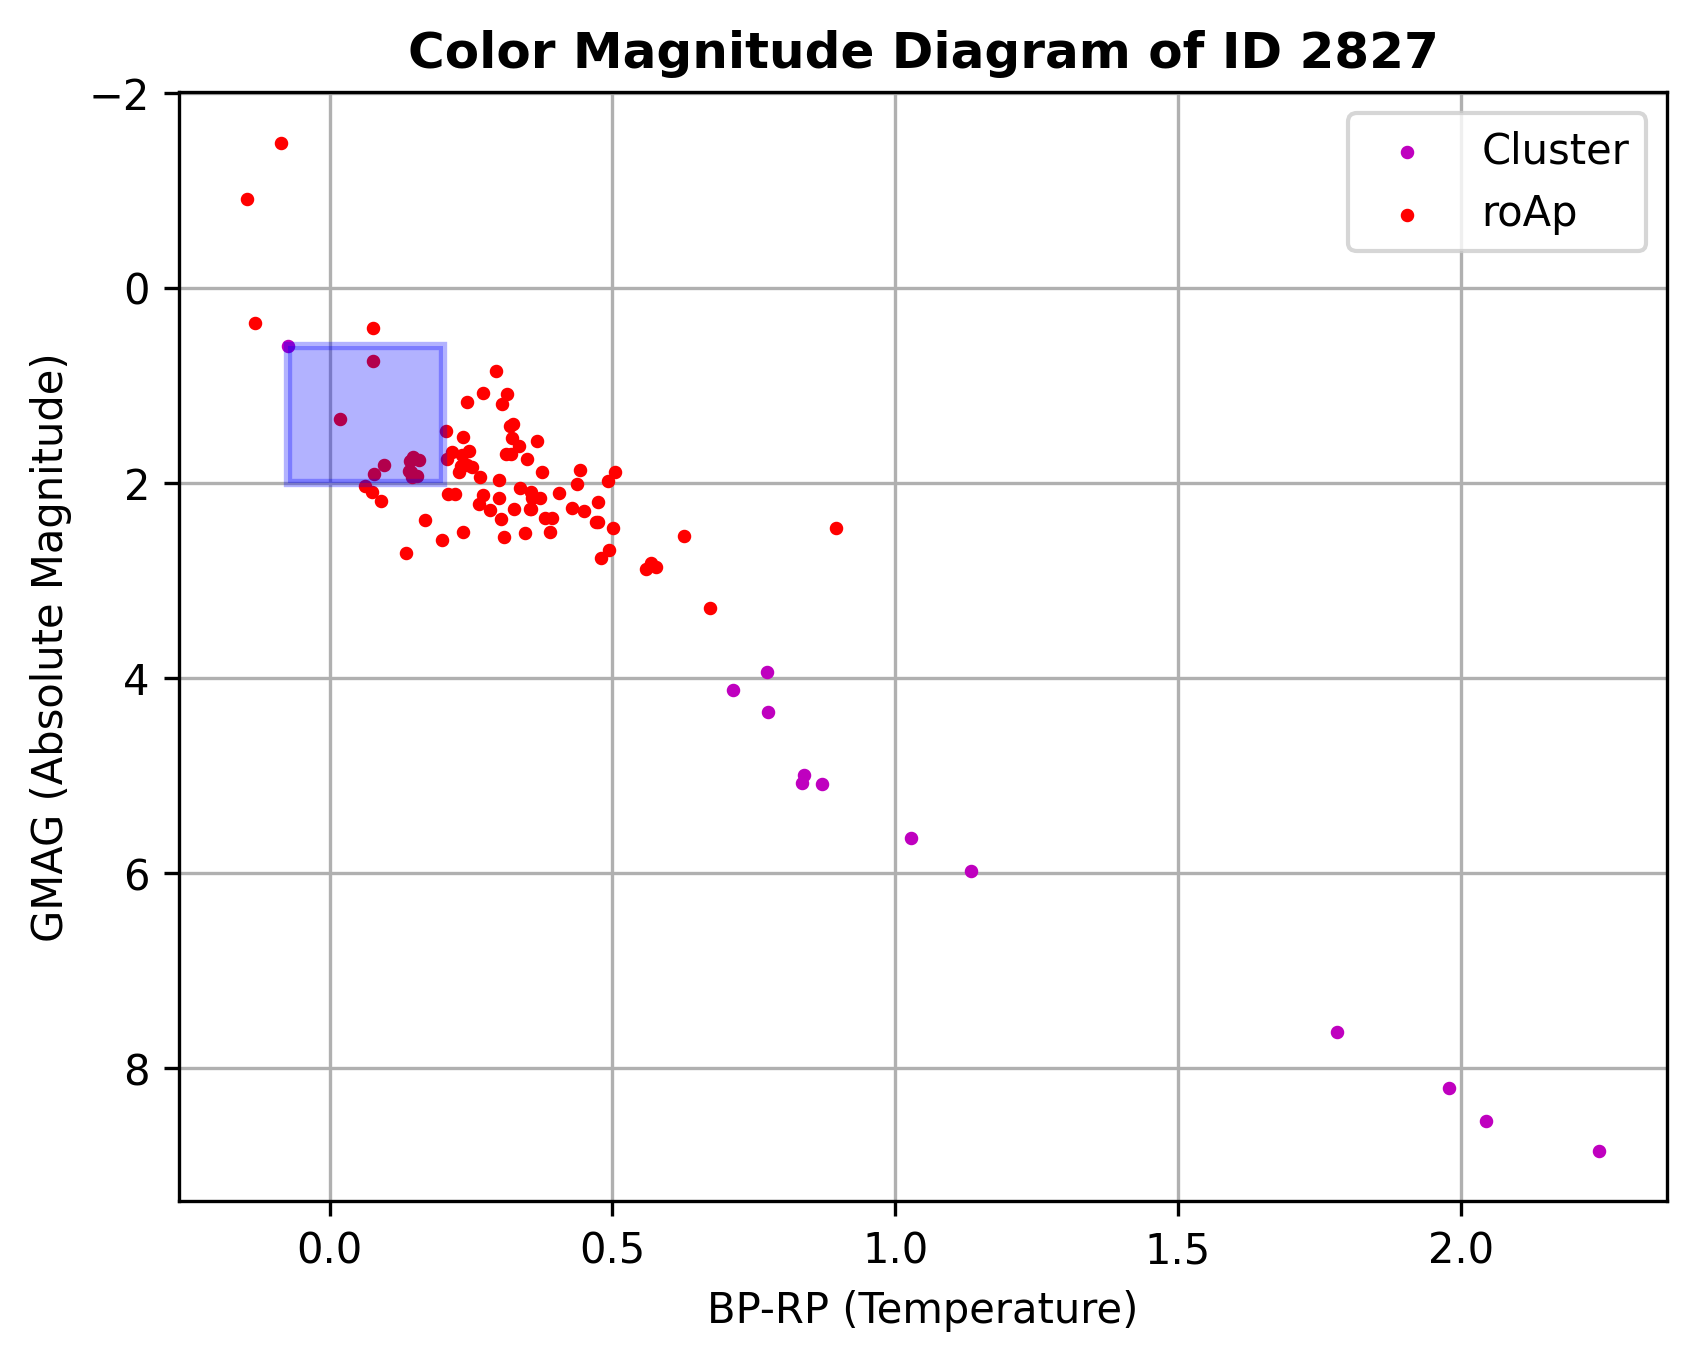 Color Magnitude Diagram of ID 2827
Cluster
roAp
GMAG (Absolute Magnitude)
−2
0
2
4
6
8
0.0 0.5 1.0 1.5 2.0
BP-RP (Temperature)